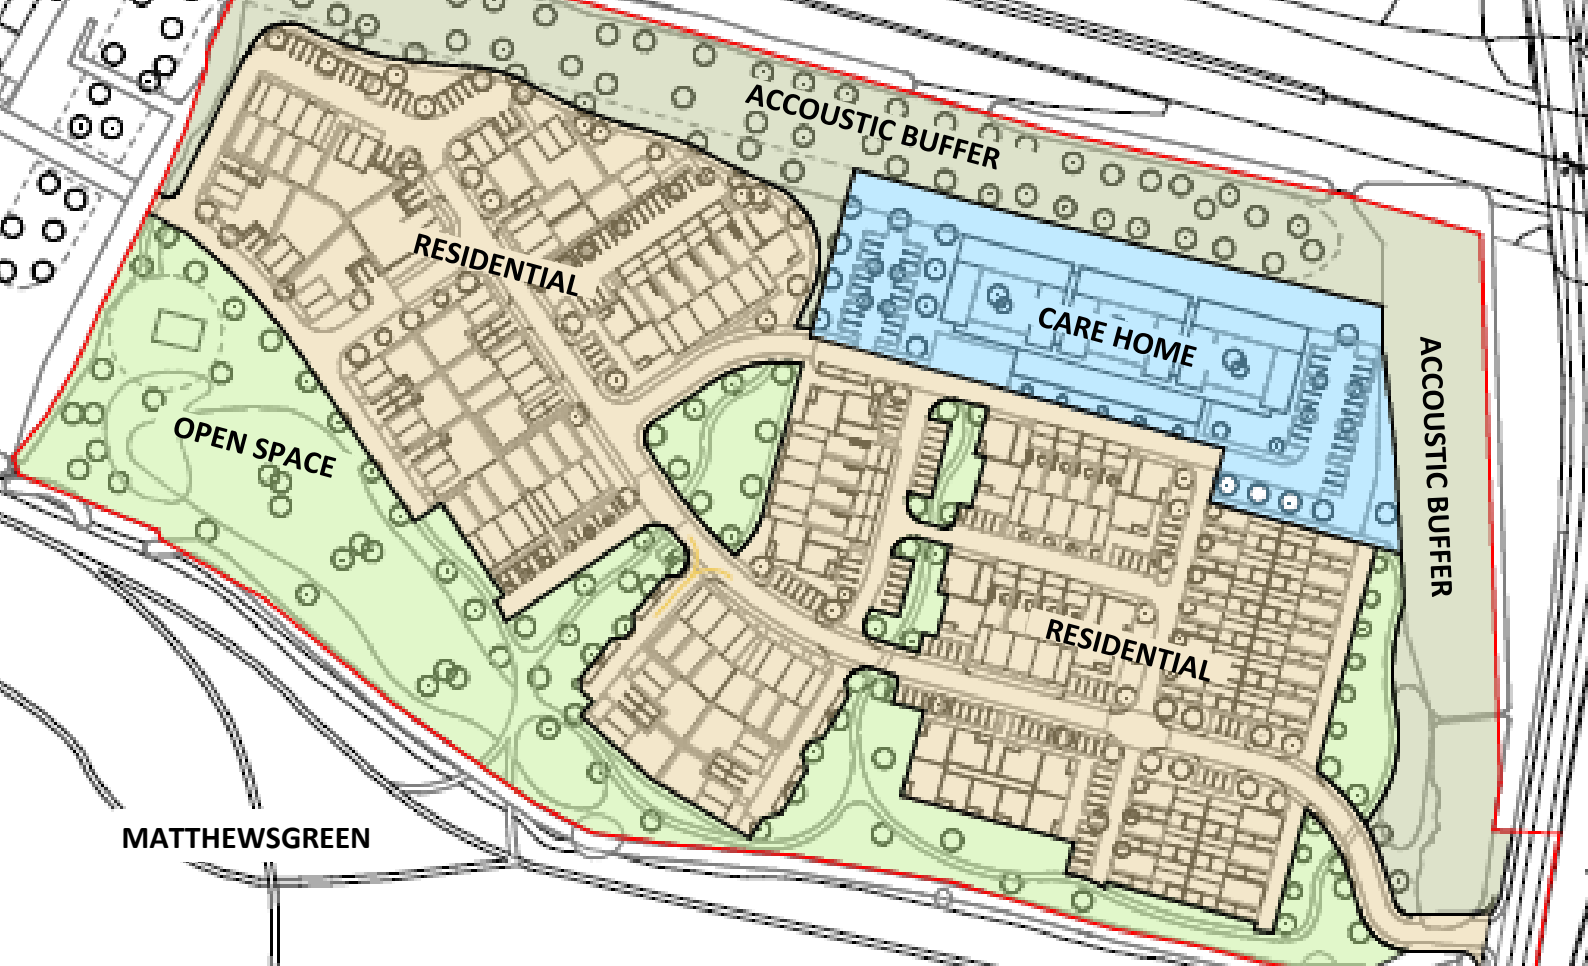 ACCOUSTIC BUFFER
RESIDENTIAL
CARE HOME
ACCOUSTIC BUFFER
OPEN SPACE
RESIDENTIAL
MATTHEWSGREEN